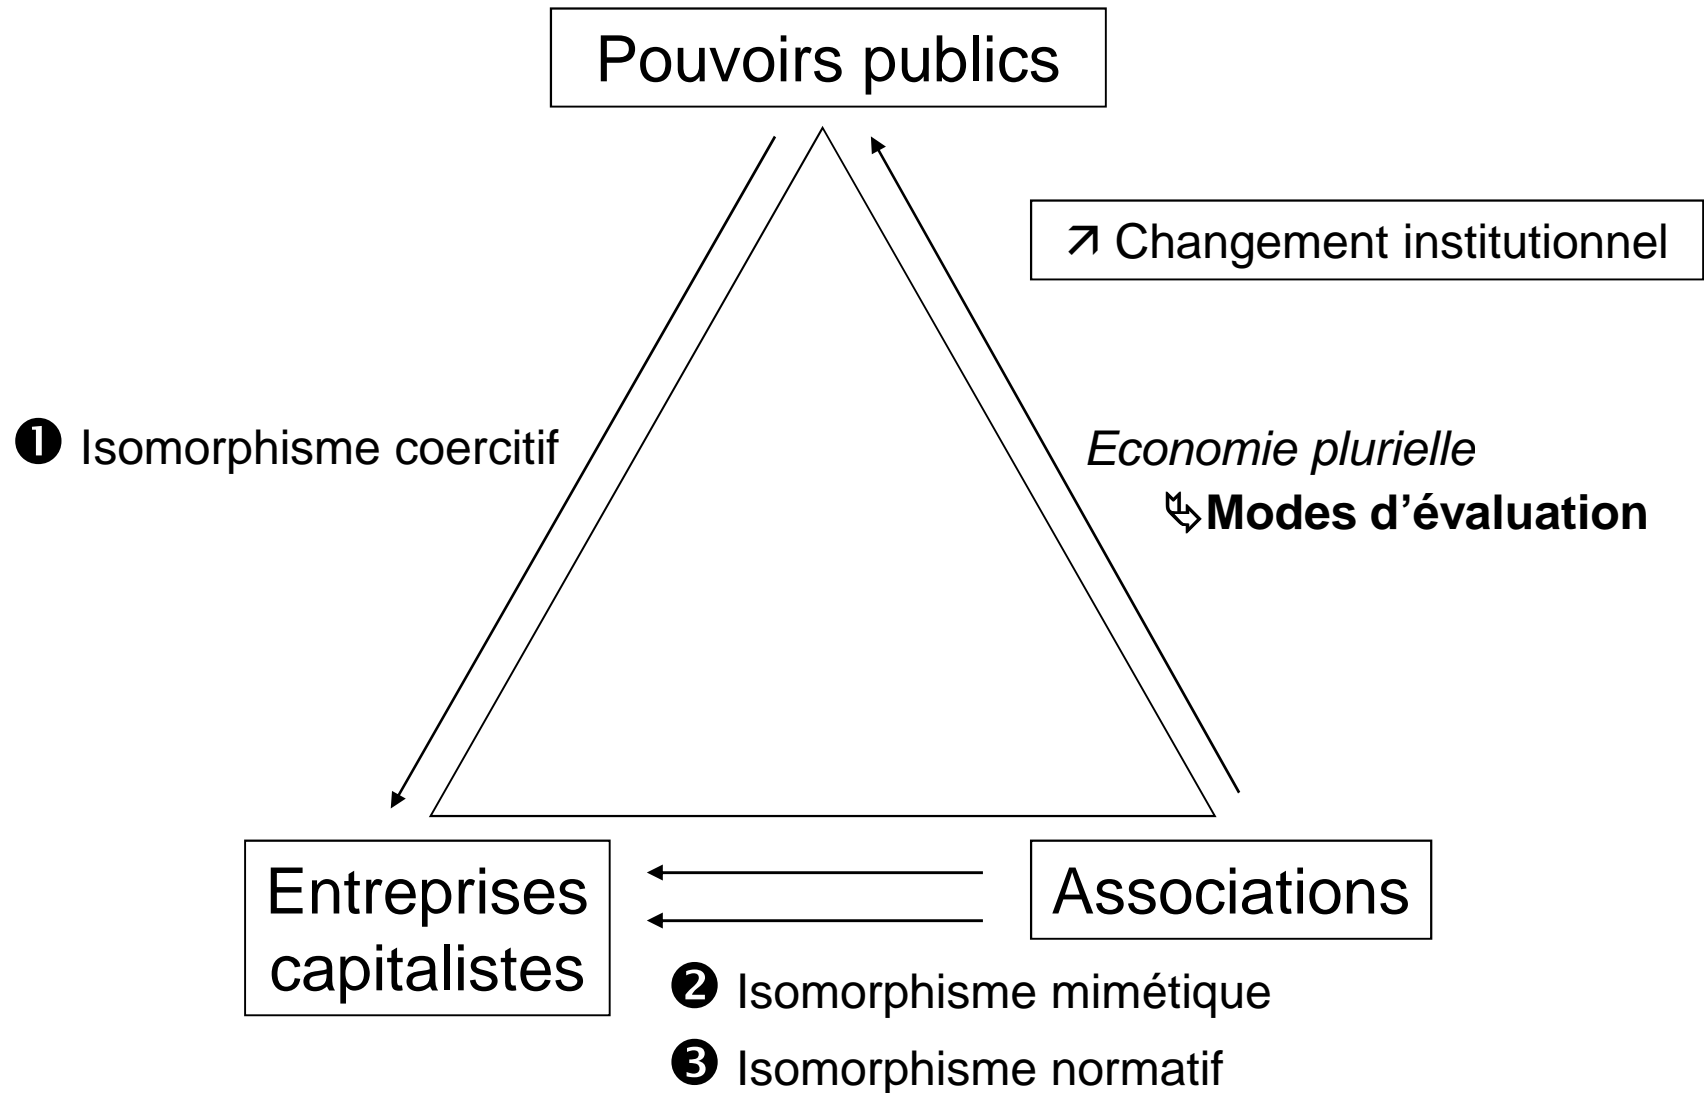 Pouvoirs publics
↗ Changement institutionnel
❶ Isomorphisme coercitif
Economie plurielle
⮱Modes d’évaluation
Entreprises
capitalistes
Associations
❷ Isomorphisme mimétique
❸ Isomorphisme normatif